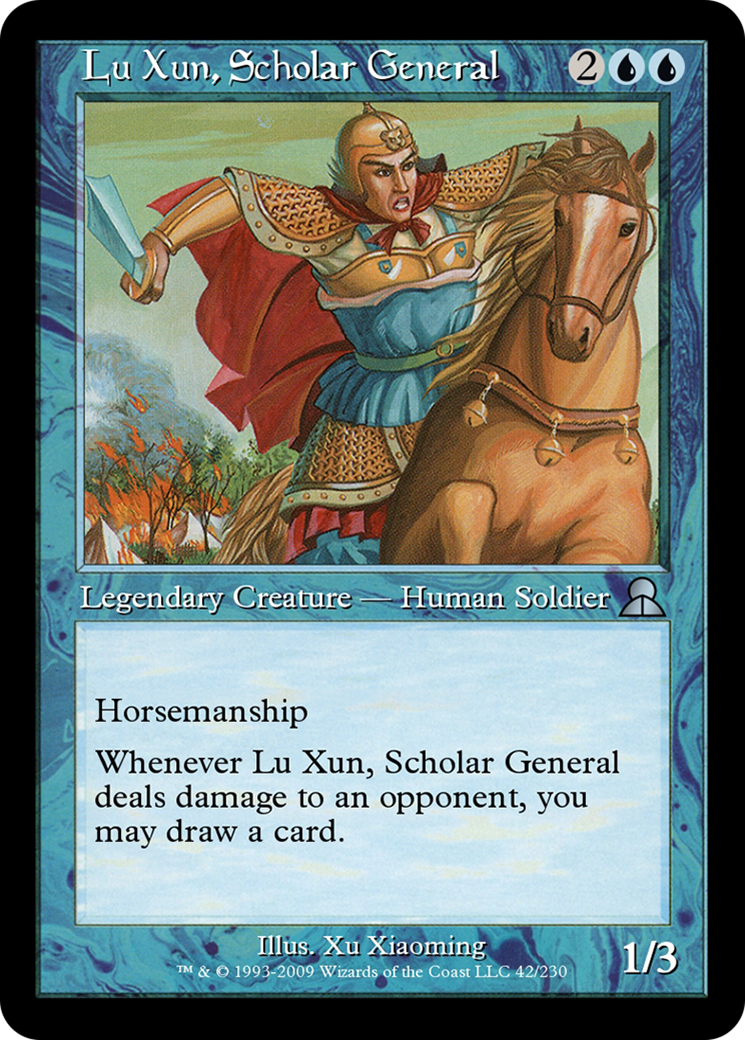 Lu Xun, Scholar General 2
Legendary Creature — Human Soldier
Horsemanship
Whenever Lu Xun, Scholar General
deals damage to an opponent, you
may draw a card.
Illus. Xu Xiaoming
™ & © 1993-2009 Wizards of the Coast LLC 42/230
1/3